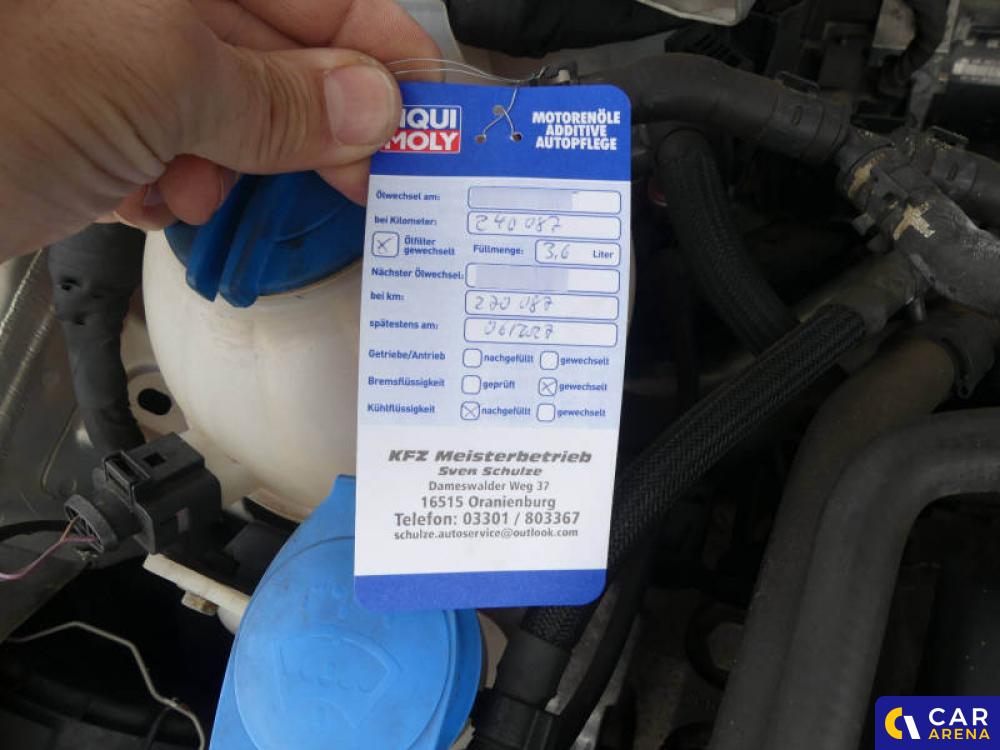 IQUI
MOLY
MOTORENÖLE
ADDITIVE
AUTOPFLEGE
Ölwechsel am:
bei Kilometer: 240 087
Ölfilter gewechselt Füllmenge: 3,6 Liter
Nächster Ölwechsel:
bei km: 270 087
spätestens am: 06/2027
Getriebe/Antrieb nachgefüllt gewechselt
Bremsflüssigkeit geprüft gewechselt
Kühlflüssigkeit nachgefüllt gewechselt
KFZ Meisterbetrieb
Sven Schulze
Dameswalder Weg 37
16515 Oranienburg
Telefon: 03301 / 803367
schulze.autoservice@outlook.com
CAR
ARENA